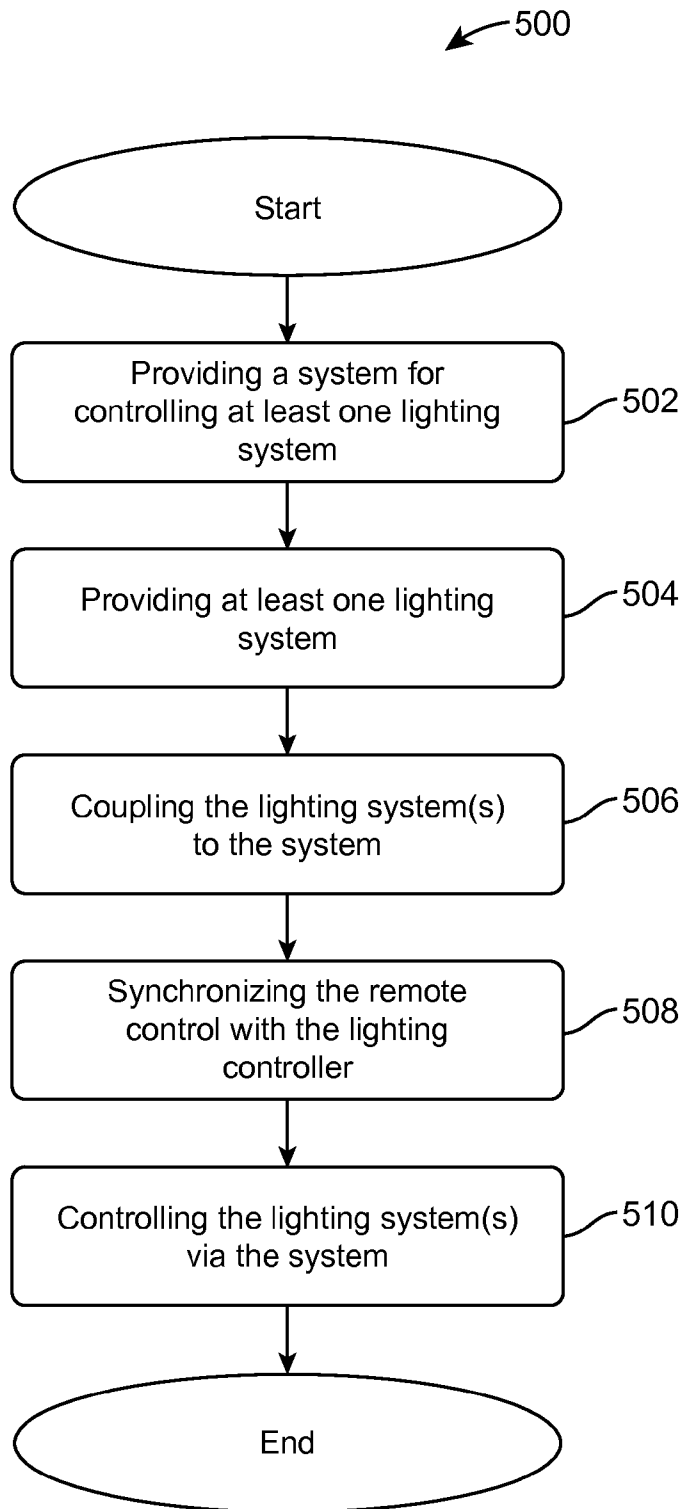 500
Start
Providing a system for
controlling at least one lighting
system
502
Providing at least one lighting
system
504
Coupling the lighting system(s)
to the system
506
Synchronizing the remote
control with the lighting
controller
508
Controlling the lighting system(s)
via the system
510
End